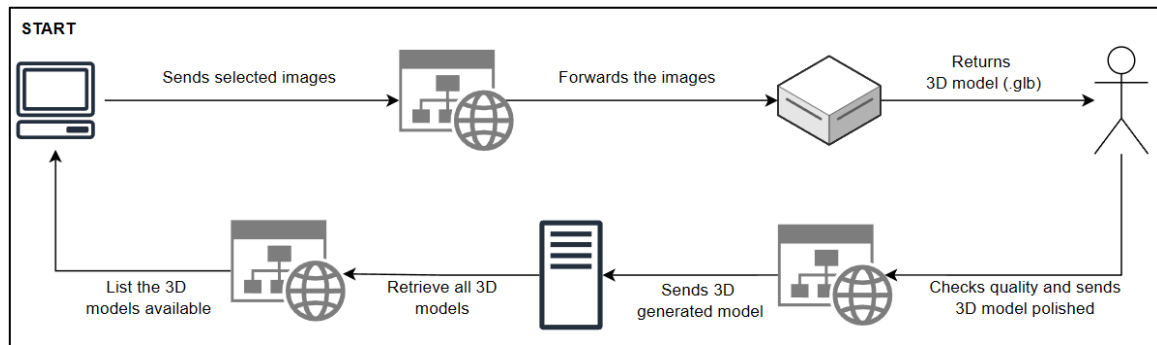 START
Sends selected images
Forwards the images
Returns
3D model (.glb)
List the 3D
models available
Retrieve all 3D
models
Sends 3D
generated model
Checks quality and sends
3D model polished